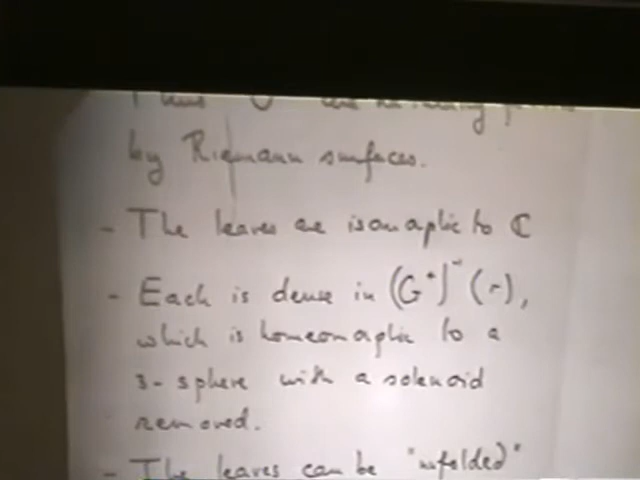 by Riemann surfaces.
- The leaves are isomorphic to ℂ
- Each is dense in (G⁺)⁻¹(r),
which is homeomorphic to a
3-sphere with a solenoid
removed.
- The leaves can be "unfolded"